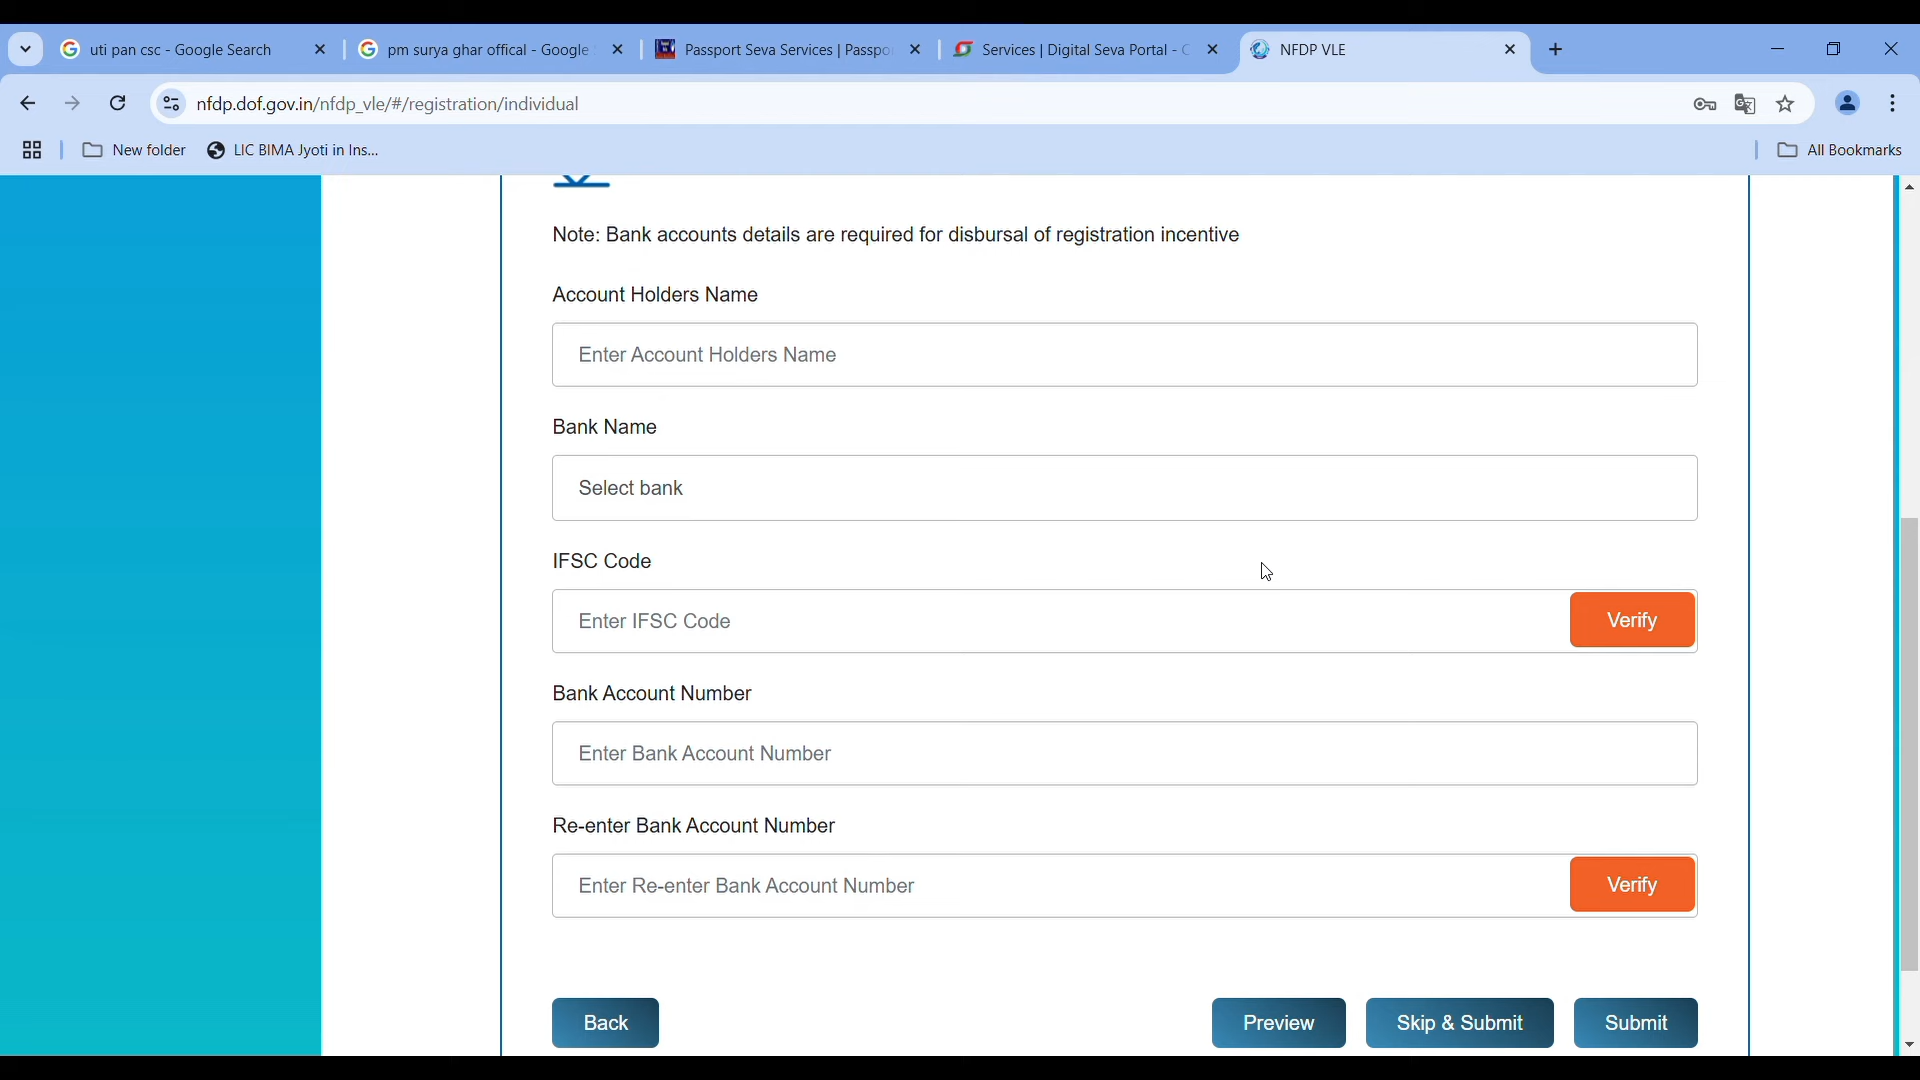 uti pan csc - Google Search
pm surya ghar offical - Google
Passport Seva Services | Passpo
Services | Digital Seva Portal - C
NFDP VLE
nfdp.dof.gov.in/nfdp_vle/#/registration/individual
New folder
LIC BIMA Jyoti in Ins...
All Bookmarks
Note: Bank accounts details are required for disbursal of registration incentive
Account Holders Name
Enter Account Holders Name
Bank Name
Select bank
IFSC Code
Enter IFSC Code
Verify
Bank Account Number
Enter Bank Account Number
Re-enter Bank Account Number
Enter Re-enter Bank Account Number
Verify
Back
Preview
Skip & Submit
Submit